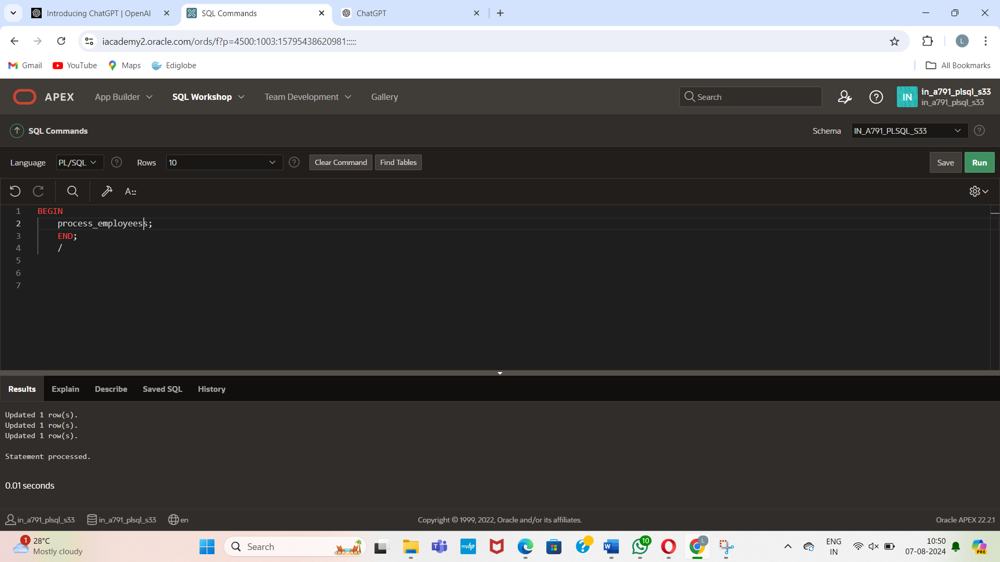 Introducing ChatGPT | OpenAI
SQL Commands
ChatGPT
iacademy2.oracle.com/ords/f?p=4500:1003:15795438620981:::::
L
Gmail
YouTube
Maps
Ediglobe
All Bookmarks
APEX
App Builder
SQL Workshop
Team Development
Gallery
Search
IN
in_a791_plsql_s33
in_a791_plsql_s33
SQL Commands
Schema
IN_A791_PLSQL_S33
Language
PL/SQL
Rows
10
Clear Command
Find Tables
Save
Run
A::
1 BEGIN
2 process_employeess;
3 END;
4 /
5
6
7
Results
Explain
Describe
Saved SQL
History
Updated 1 row(s).
Updated 1 row(s).
Updated 1 row(s).
Statement processed.
0.01 seconds
in_a791_plsql_s33
in_a791_plsql_s33
en
Copyright © 1999, 2022, Oracle and/or its affiliates.
Oracle APEX 22.2.1
1
28°C
Mostly cloudy
Search
myhp
10
L
ENG
IN
10:50
07-08-2024
PRE